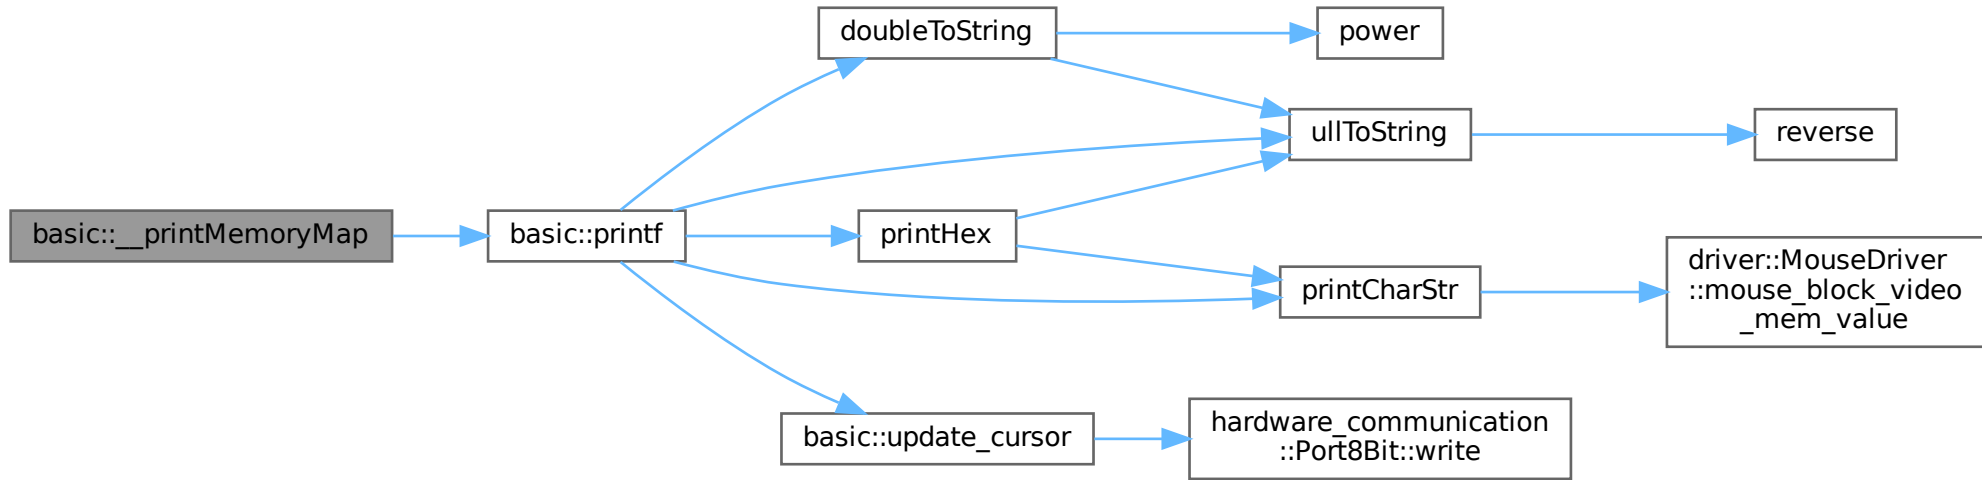 doubleToString
power
ullToString
reverse
basic::__printMemoryMap
basic::printf
printHex
printCharStr
driver::MouseDriver
::mouse_block_video
_mem_value
basic::update_cursor
hardware_communication
::Port8Bit::write